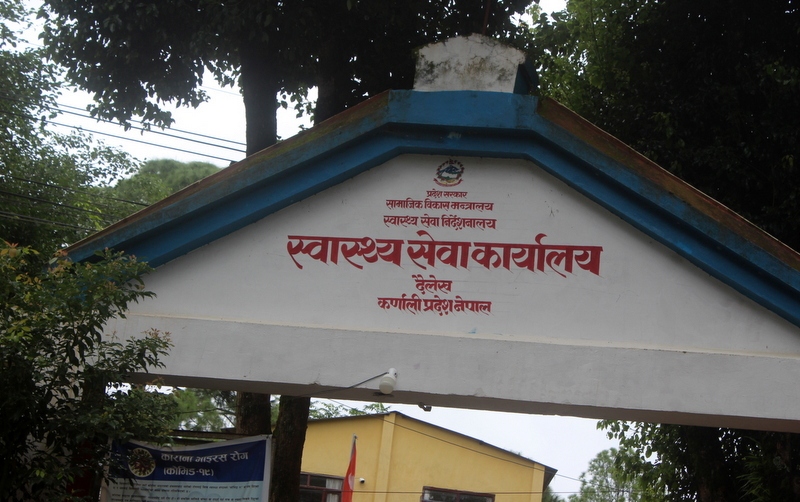 प्रदेश सरकार
सामाजिक विकास मन्त्रालय
स्वास्थ्य सेवा निर्देशनालय
स्वास्थ्य सेवा कार्यालय
दैलेख
कर्णाली प्रदेश नेपाल
कोरोना भाइरस रोग
(कोभिड-१९)